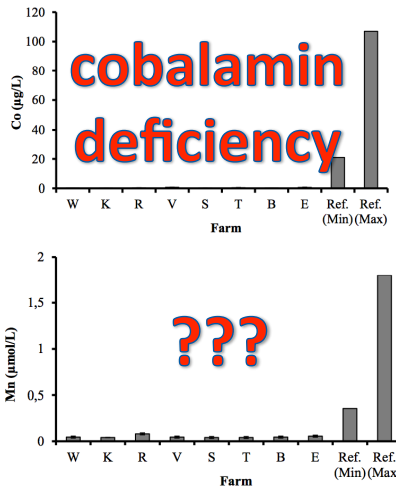 120
100
80
60
40
20
0
Co (µg/L)
cobalamin
deficiency
W K R V S T B E Ref. (Min) Ref. (Max)
Farm
2
1,5
1
0,5
0
Mn (µmol/L)
???
W K R V S T B E Ref. (Min) Ref. (Max)
Farm